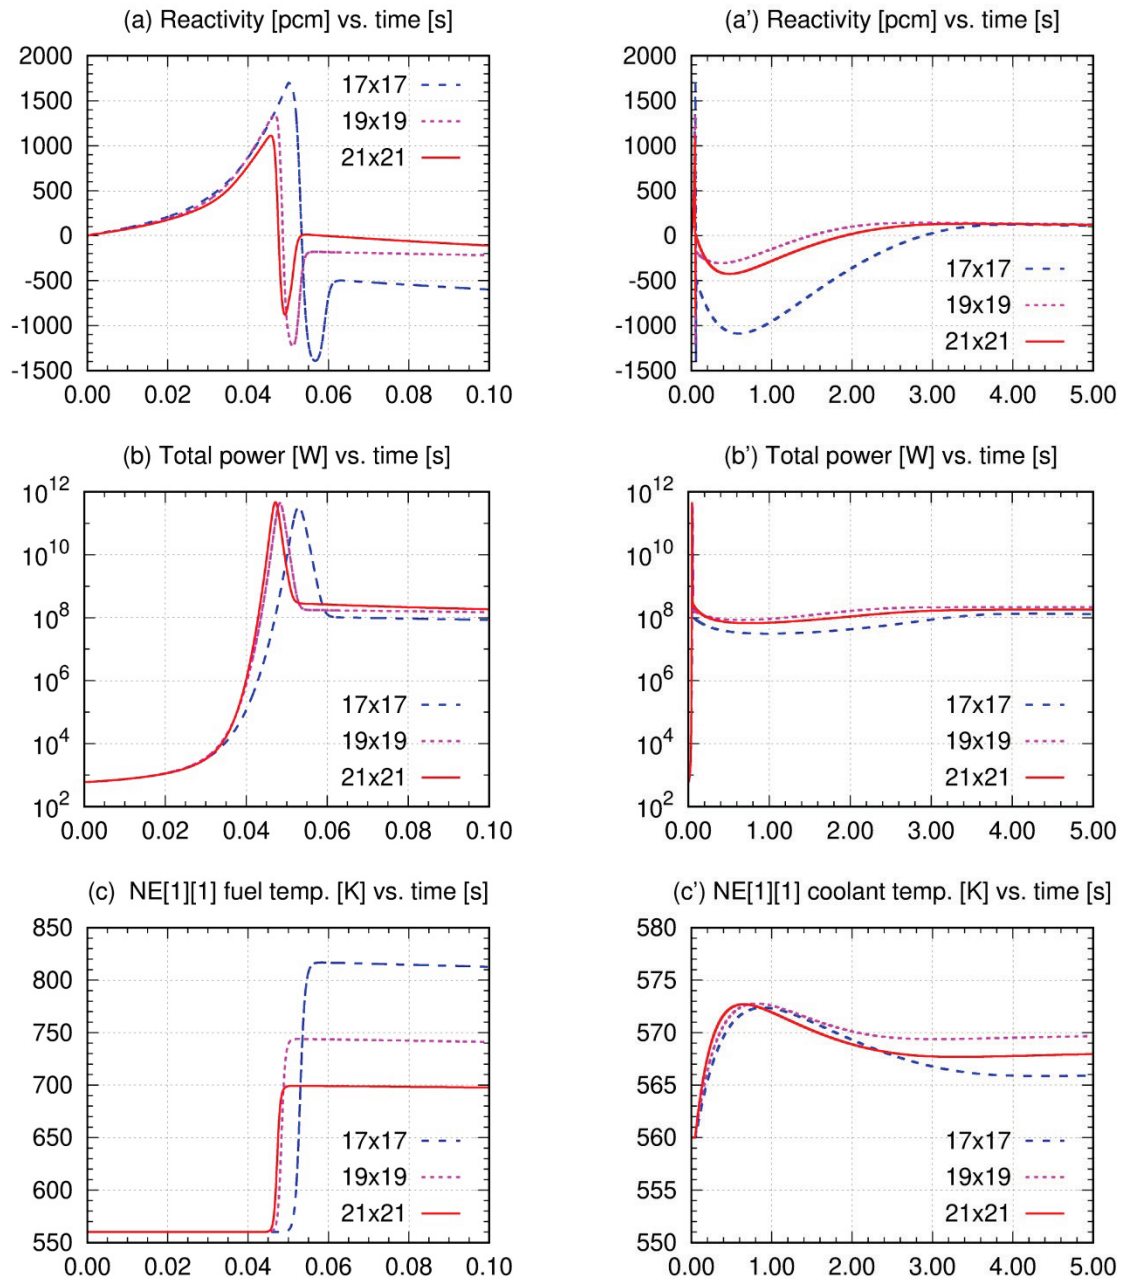 (a) Reactivity [pcm] vs. time [s]
2000
1500
1000
500
0
-500
-1000
-1500
17x17
19x19
21x21
0.00 0.02 0.04 0.06 0.08 0.10
(a') Reactivity [pcm] vs. time [s]
2000
1500
1000
500
0
-500
-1000
-1500
17x17
19x19
21x21
0.00 1.00 2.00 3.00 4.00 5.00
(b) Total power [W] vs. time [s]
10^12
10^10
10^8
10^6
10^4
10^2
17x17
19x19
21x21
0.00 0.02 0.04 0.06 0.08 0.10
(b') Total power [W] vs. time [s]
10^12
10^10
10^8
10^6
10^4
10^2
17x17
19x19
21x21
0.00 1.00 2.00 3.00 4.00 5.00
(c) NE[1][1] fuel temp. [K] vs. time [s]
850
800
750
700
650
600
550
17x17
19x19
21x21
0.00 0.02 0.04 0.06 0.08 0.10
(c') NE[1][1] coolant temp. [K] vs. time [s]
580
575
570
565
560
555
550
17x17
19x19
21x21
0.00 1.00 2.00 3.00 4.00 5.00